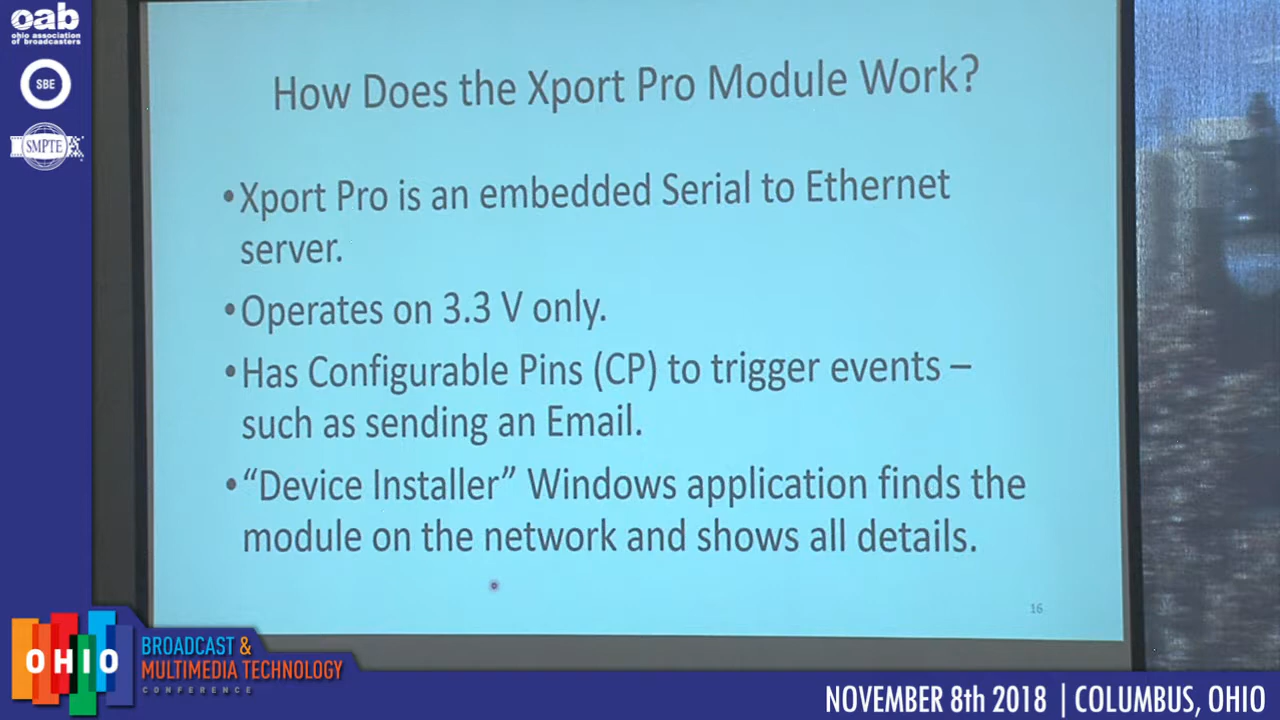 oab
ohio association
of broadcasters
SBE
SMPTE
How Does the Xport Pro Module Work?
•Xport Pro is an embedded Serial to Ethernet
server.
•Operates on 3.3 V only.
•Has Configurable Pins (CP) to trigger events –
such as sending an Email.
•“Device Installer” Windows application finds the
module on the network and shows all details.
16
OHIO
BROADCAST &
MULTIMEDIA TECHNOLOGY
CONFERENCE
NOVEMBER 8th 2018 | COLUMBUS, OHIO